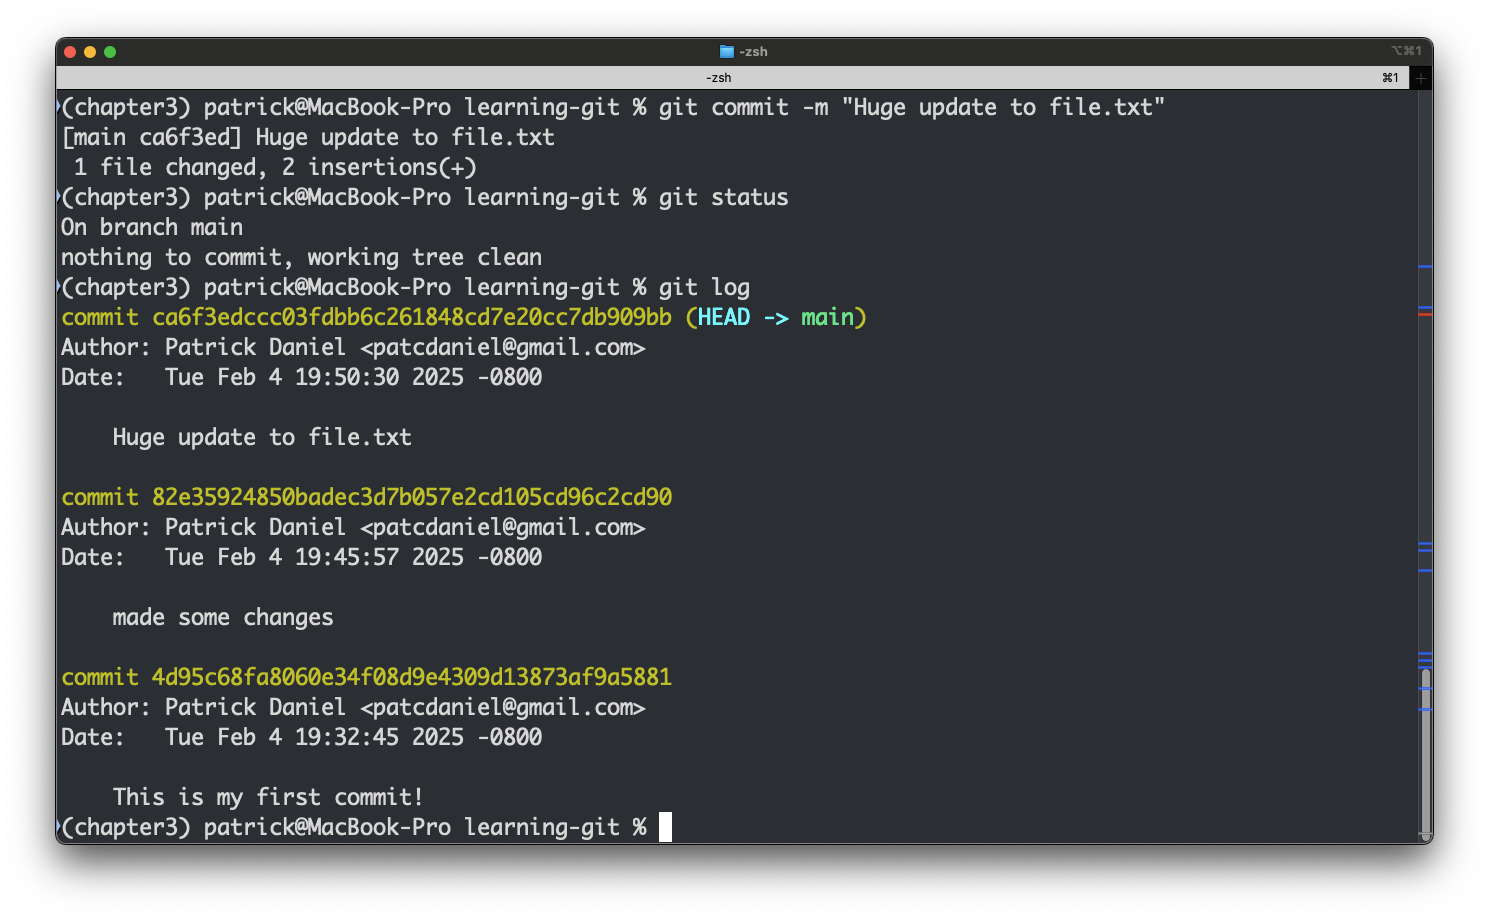 -zsh
⌥⌘1
-zsh
⌘1
(chapter3) patrick@MacBook-Pro learning-git % git commit -m "Huge update to file.txt"
[main ca6f3ed] Huge update to file.txt
 1 file changed, 2 insertions(+)
(chapter3) patrick@MacBook-Pro learning-git % git status
On branch main
nothing to commit, working tree clean
(chapter3) patrick@MacBook-Pro learning-git % git log
commit ca6f3edccc03fdbb6c261848cd7e20cc7db909bb (HEAD -> main)
Author: Patrick Daniel <patcdaniel@gmail.com>
Date:   Tue Feb 4 19:50:30 2025 -0800

    Huge update to file.txt

commit 82e35924850badec3d7b057e2cd105cd96c2cd90
Author: Patrick Daniel <patcdaniel@gmail.com>
Date:   Tue Feb 4 19:45:57 2025 -0800

    made some changes

commit 4d95c68fa8060e34f08d9e4309d13873af9a5881
Author: Patrick Daniel <patcdaniel@gmail.com>
Date:   Tue Feb 4 19:32:45 2025 -0800

    This is my first commit!
(chapter3) patrick@MacBook-Pro learning-git %